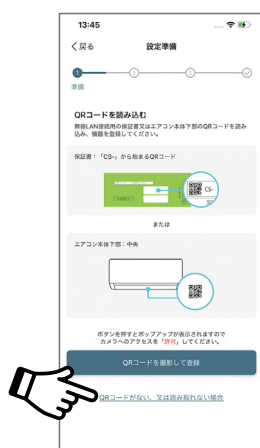 13:45
戻る
設定準備
1
2
3
準備
QRコードを読み込む
無線LAN接続用の保証書又はエアコン本体下部のQRコードを読み
込み、機器を登録してください。
保証書：「CS-」から始まるQRコード
CS-
または
エアコン本体下部：中央
ボタンを押すとポップアップが表示されますので
カメラへのアクセスを「許可」してください。
QRコードを撮影して登録
QRコードがない、又は読み取れない場合